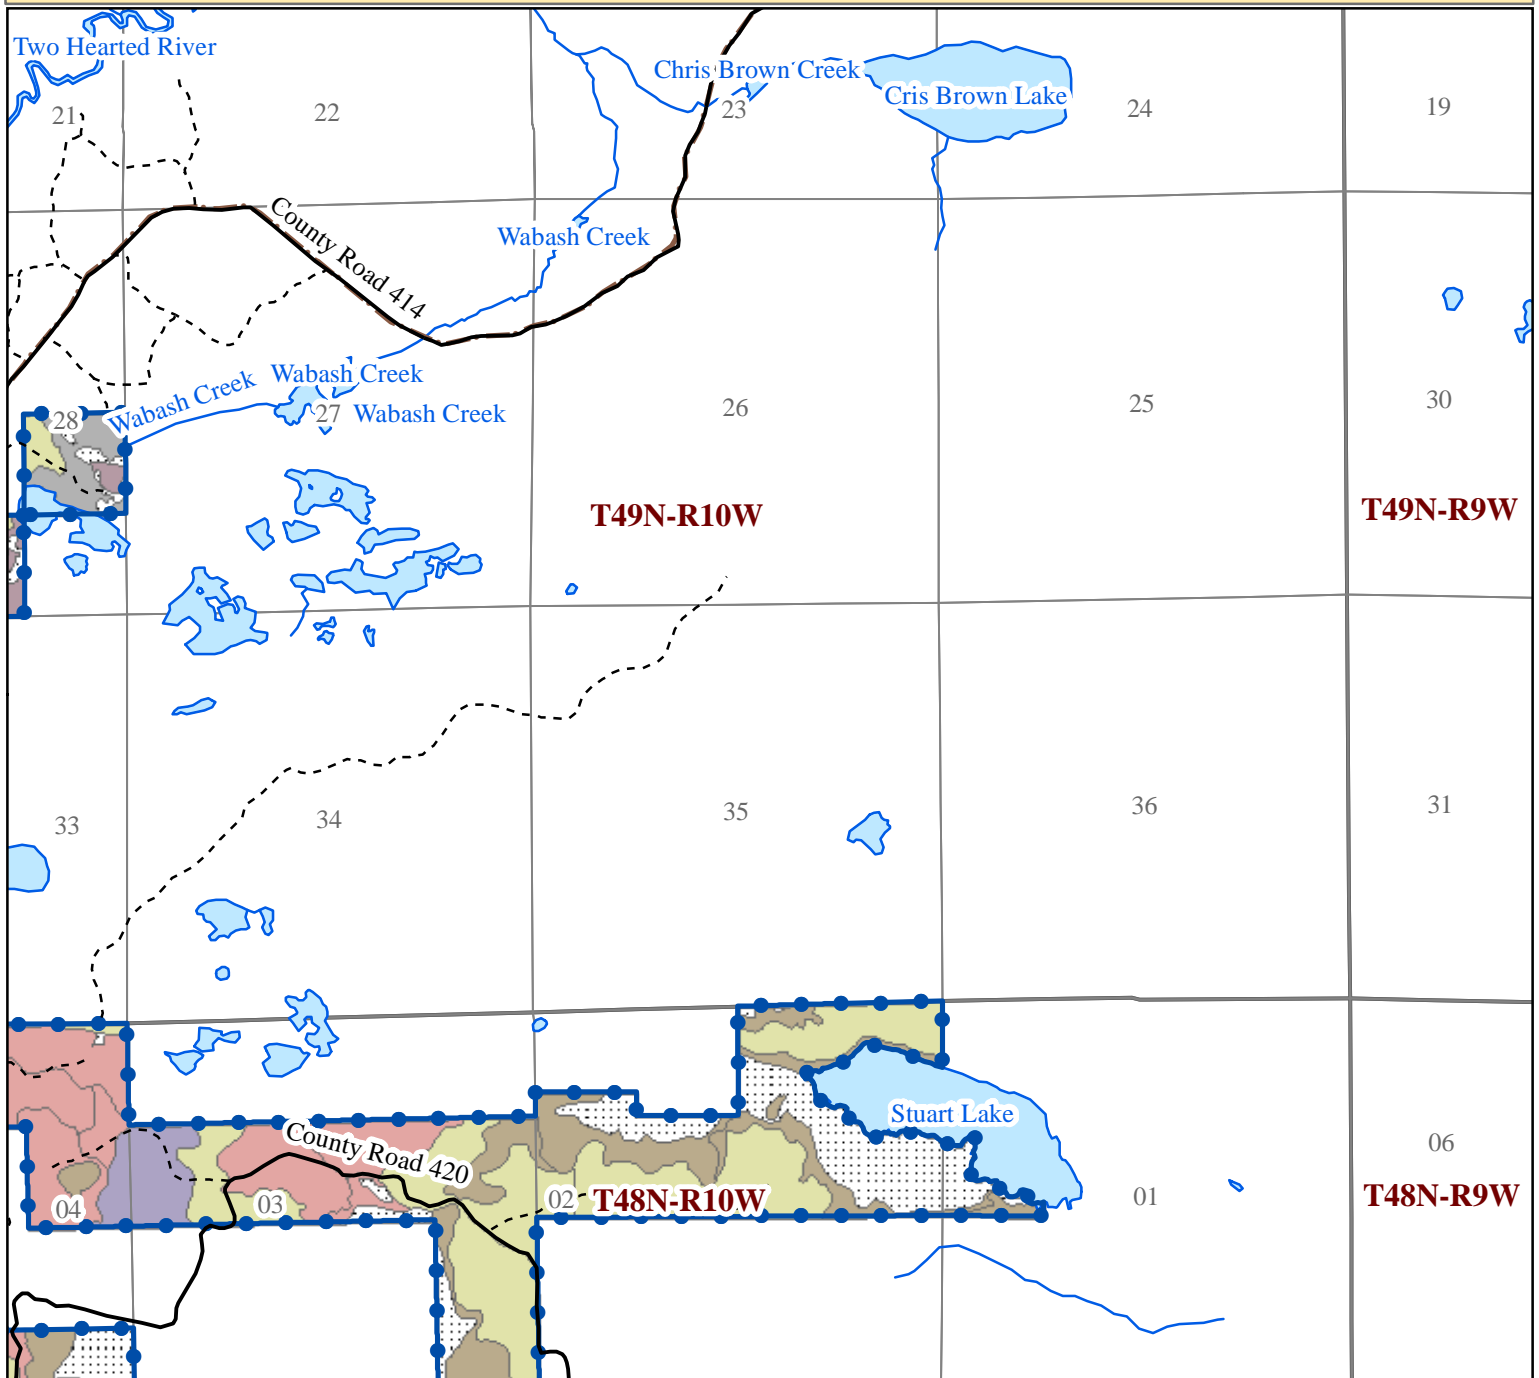 Two Hearted River
Chris Brown Creek
Cris Brown Lake
21
22
23
24
19
County Road 414
Wabash Creek
Wabash Creek
Wabash Creek
Wabash Creek
28
27
26
25
30
T49N-R10W
T49N-R9W
33
34
35
36
31
Stuart Lake
County Road 420
04
03
02
T48N-R10W
01
06
T48N-R9W